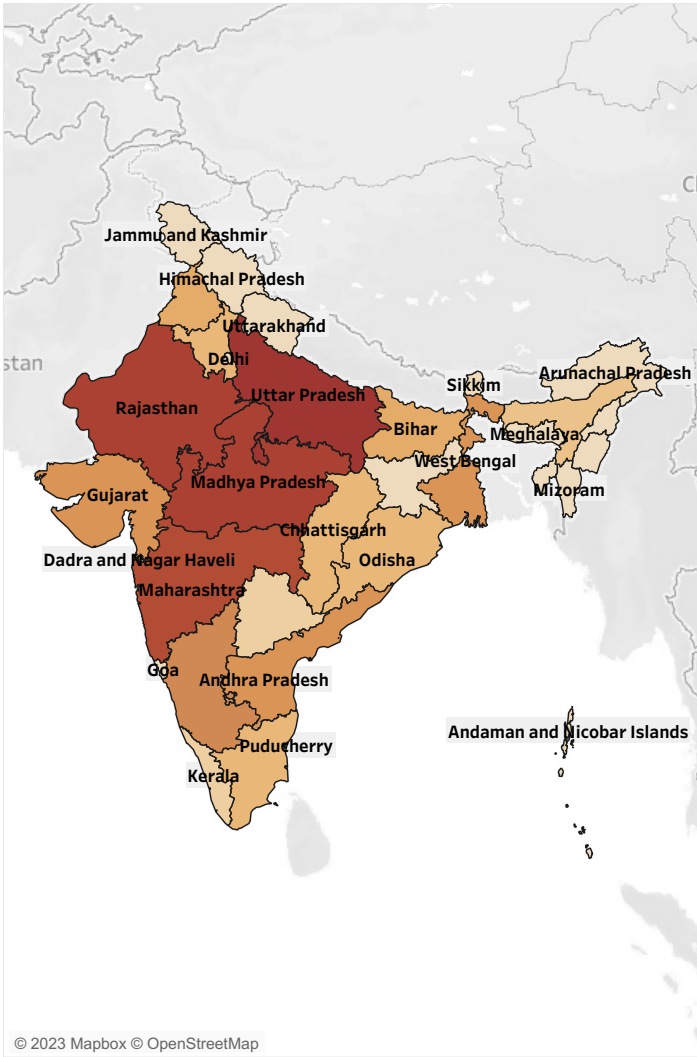 Jammu and Kashmir
Himachal Pradesh
Uttarakhand
stan
Delhi
Arunachal Pradesh
Sikkim
Uttar Pradesh
Rajasthan
Bihar
Meghalaya
West Bengal
Madhya Pradesh
Mizoram
Gujarat
Chhattisgarh
Dadra and Nagar Haveli
Odisha
Maharashtra
Goa
Andhra Pradesh
Andaman and Nicobar Islands
Puducherry
Kerala
© 2023 Mapbox © OpenStreetMap